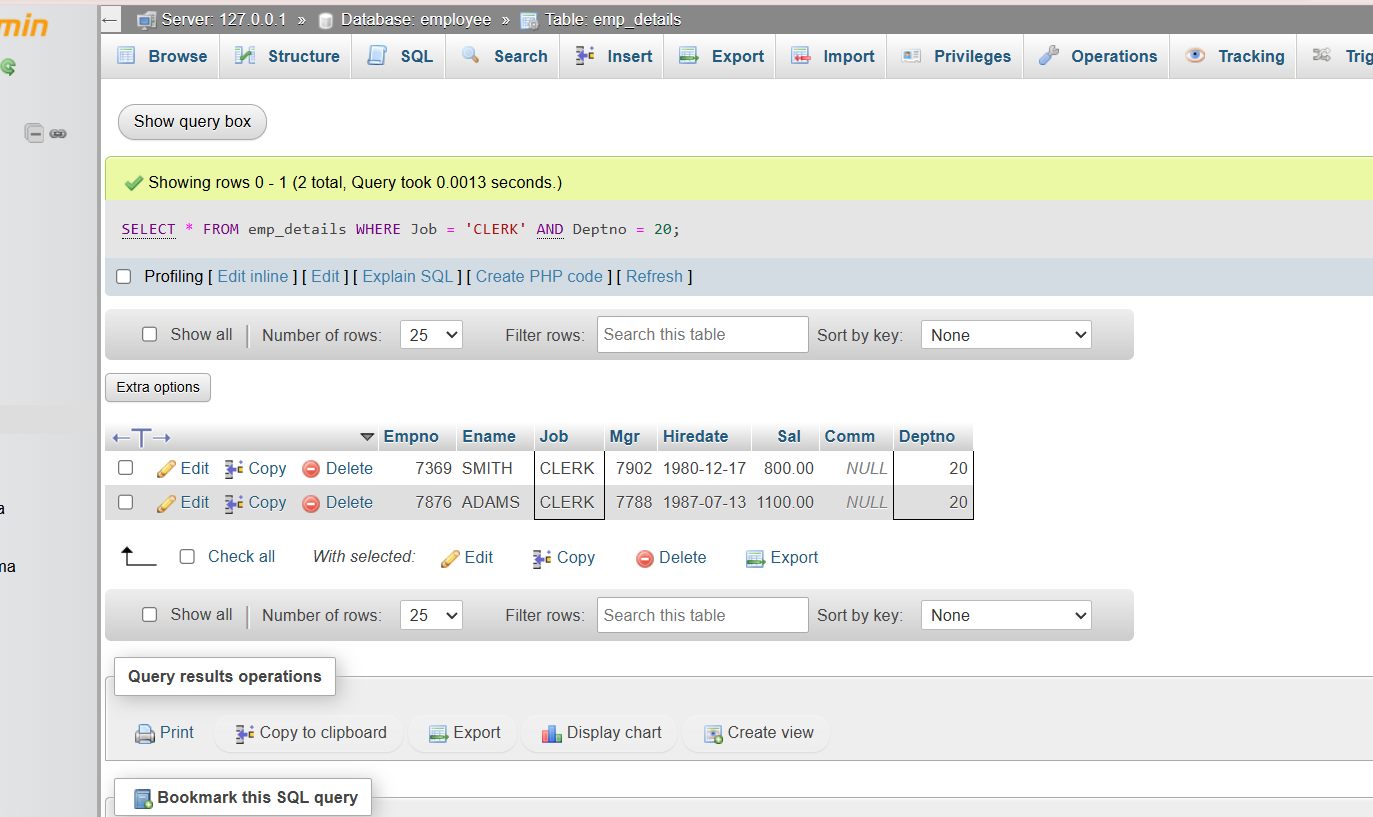 min
Server: 127.0.0.1 » Database: employee » Table: emp_details
Browse Structure SQL Search Insert Export Import Privileges Operations Tracking Trig
Show query box
Showing rows 0 - 1 (2 total, Query took 0.0013 seconds.)
SELECT * FROM emp_details WHERE Job = 'CLERK' AND Deptno = 20;
Profiling [ Edit inline ] [ Edit ] [ Explain SQL ] [ Create PHP code ] [ Refresh ]
Show all | Number of rows: 25 Filter rows: Search this table Sort by key: None
Extra options
←T→ Empno Ename Job Mgr Hiredate Sal Comm Deptno
Edit Copy Delete 7369 SMITH CLERK 7902 1980-12-17 800.00 NULL 20
Edit Copy Delete 7876 ADAMS CLERK 7788 1987-07-13 1100.00 NULL 20
a
Check all With selected: Edit Copy Delete Export
ma
Show all | Number of rows: 25 Filter rows: Search this table Sort by key: None
Query results operations
Print Copy to clipboard Export Display chart Create view
Bookmark this SQL query